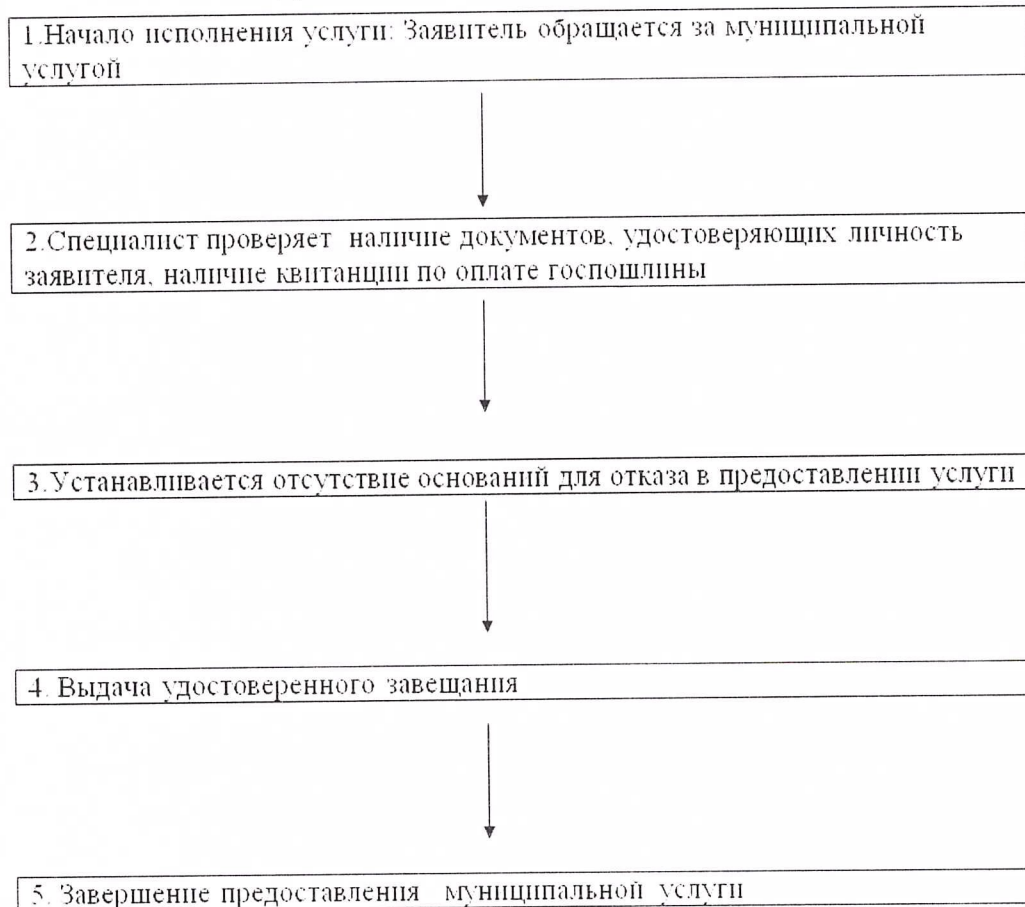 1.Начало исполнения услуги: Заявитель обращается за муниципальной
услугой
2.Специалист проверяет наличие документов, удостоверяющих личность
заявителя, наличие квитанции по оплате госпошлины
3.Устанавливается отсутствие оснований для отказа в предоставлении услуги
4. Выдача удостоверенного завещания
5. Завершение предоставления муниципальной услуги